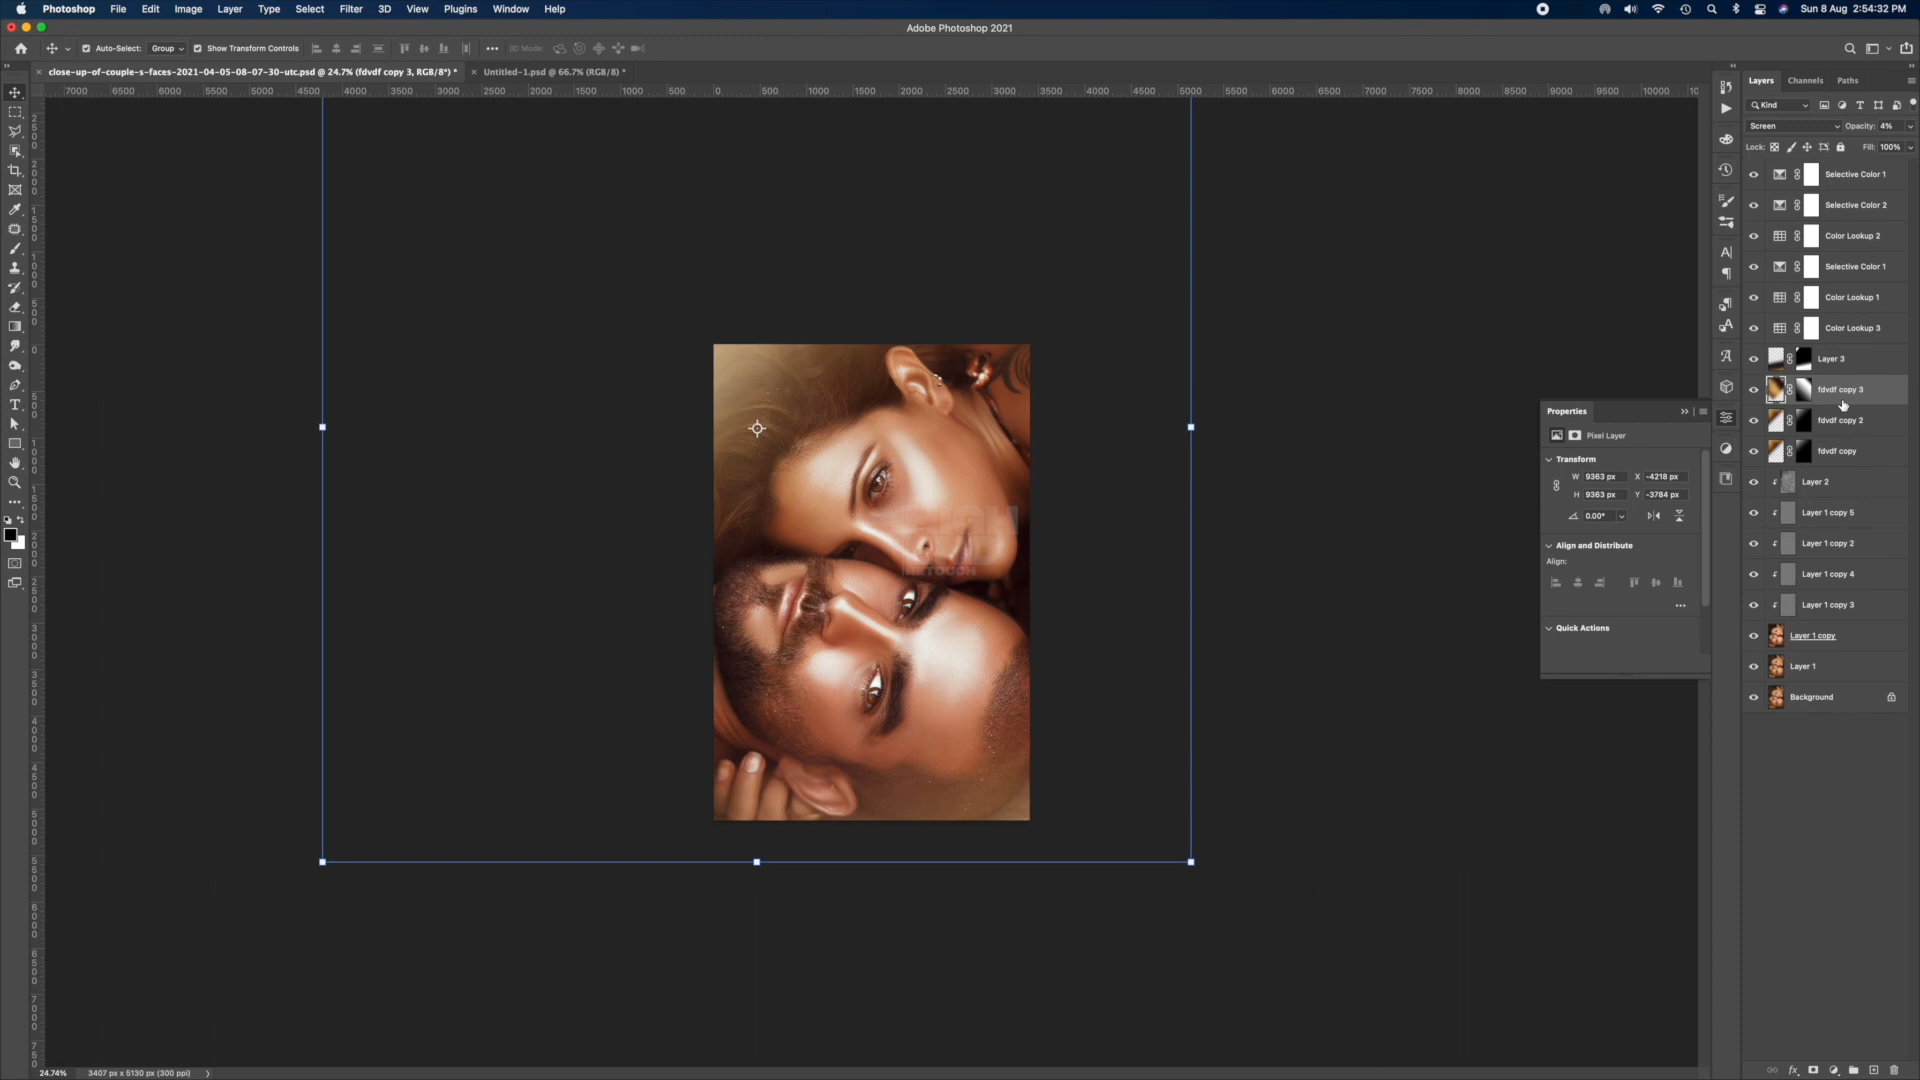 Photoshop File Edit Image Layer Type Select Filter 3D View Plugins Window Help Sun 8 Aug 2:54:32 PM
Adobe Photoshop 2021
Auto-Select: Group Show Transform Controls 3D Mode:
close-up-of-couple-s-faces-2021-04-05-08-07-30-utc.psd @ 24.7% (fdvdf copy 3, RGB/8*) * Untitled-1.psd @ 66.7% (RGB/8) *
7000 6500 6000 5500 5000 4500 4000 3500 3000 2500 2000 1500 1000 500 0 500 1000 1500 2000 2500 3000 3500 4000 4500 5000 5500 6000 6500 7000 7500 8000 8500 9000 9500 10000
Layers Channels Paths
Kind
Screen Opacity: 4%
Lock: Fill: 100%
Selective Color 1
Selective Color 2
Color Lookup 2
Selective Color 1
Color Lookup 1
Color Lookup 3
Layer 3
fdvdf copy 3
fdvdf copy 2
fdvdf copy
Layer 2
Layer 1 copy 5
Layer 1 copy 2
Layer 1 copy 4
Layer 1 copy 3
Layer 1 copy
Layer 1
Background
Properties
Pixel Layer
Transform
W 9363 px X -4218 px
H 9363 px Y -3784 px
0.00°
Align and Distribute
Align:
Quick Actions
RETOUCH
24.74% 3407 px x 5130 px (300 ppi)